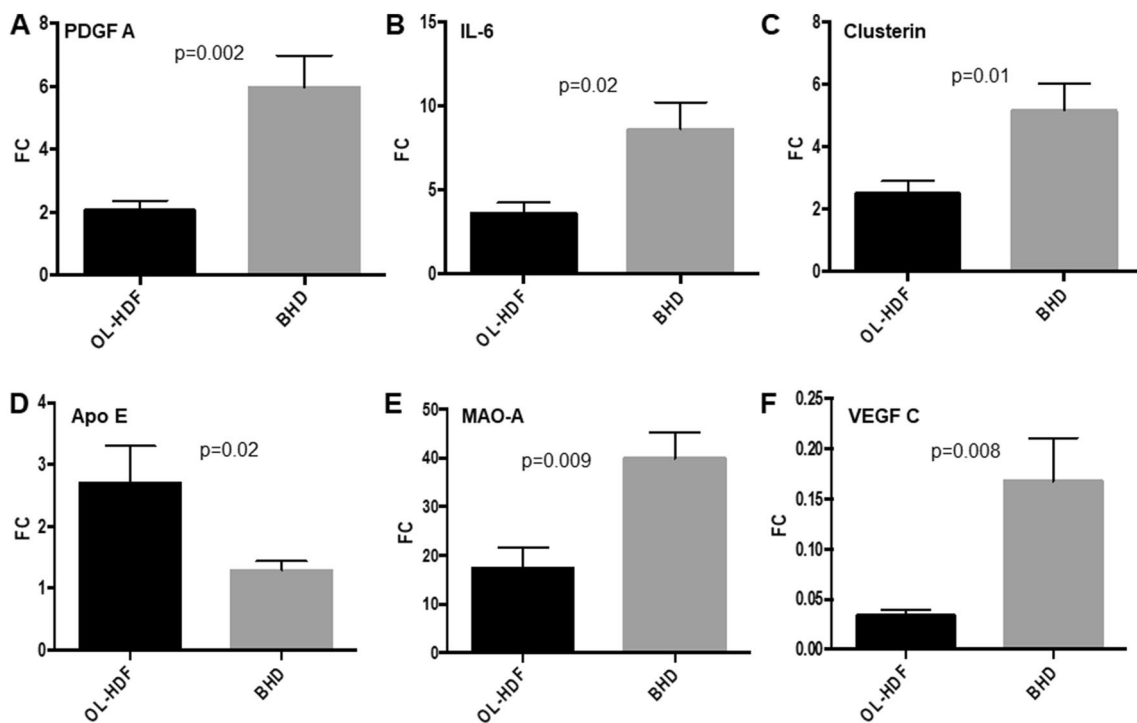 A
PDGF A
8
p=0.002
6
FC
4
2
0
OL-HDF
BHD
B
IL-6
15
p=0.02
10
FC
5
0
OL-HDF
BHD
C
Clusterin
8
p=0.01
6
FC
4
2
0
OL-HDF
BHD
D
Apo E
4
p=0.02
3
FC
2
1
0
OL-HDF
BHD
E
MAO-A
50
40
p=0.009
30
FC
20
10
0
OL-HDF
BHD
F
VEGF C
0.25
0.20
p=0.008
0.15
FC
0.10
0.05
0.00
OL-HDF
BHD